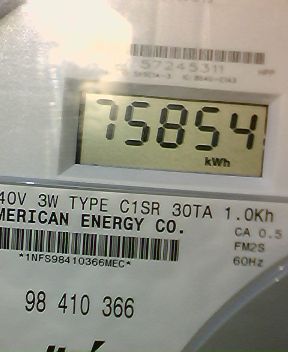 57245311
75854
kWh
40V 3W TYPE C1SR 30TA 1.0Kh
MERICAN ENERGY CO.
CA 0.5
FM2S
60Hz
*1NFS98410366MEC*
98 410 366